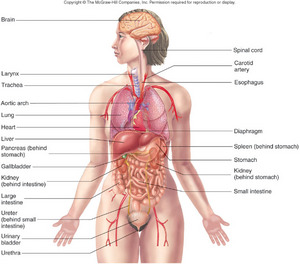 Copyright © The McGraw-Hill Companies, Inc. Permission required for reproduction or display.
Brain
Larynx
Trachea
Aortic arch
Lung
Heart
Liver
Pancreas (behind
stomach)
Gallbladder
Kidney
(behind intestine)
Large
intestine
Ureter
(behind small
intestine)
Urinary
bladder
Urethra
Spinal cord
Carotid
artery
Esophagus
Diaphragm
Spleen (behind stomach)
Stomach
Kidney
(behind stomach)
Small intestine